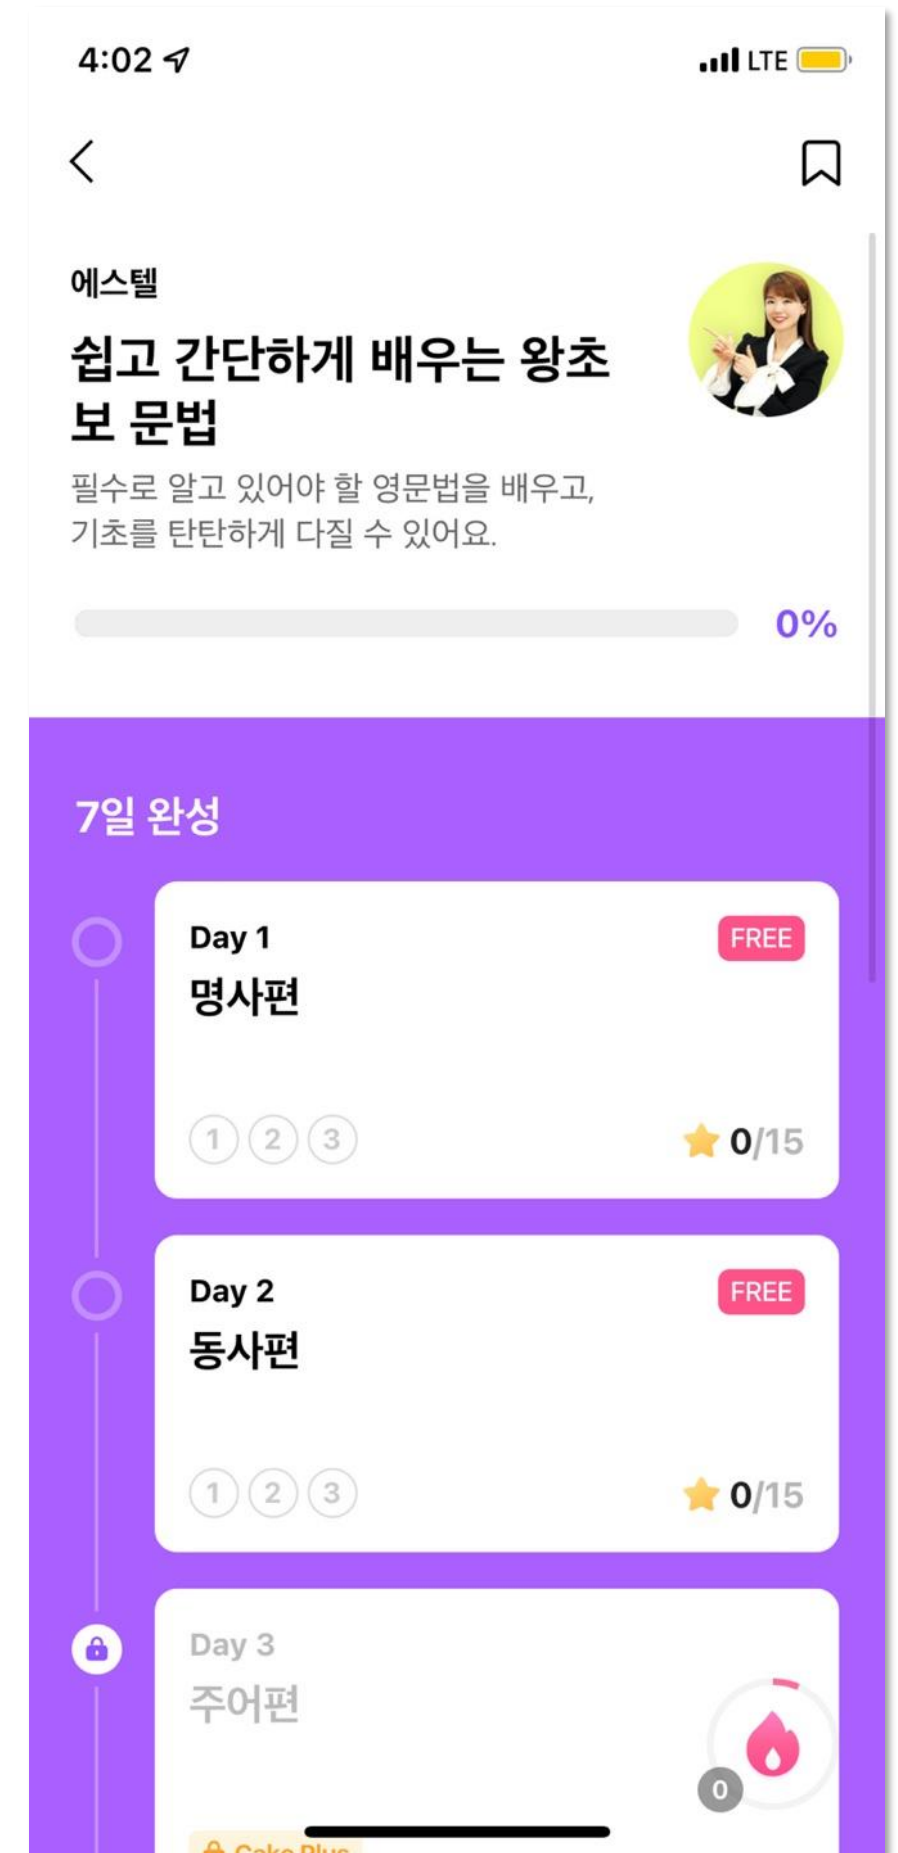 4:02 LTE
에스텔
쉽고 간단하게 배우는 왕초
보 문법
필수로 알고 있어야 할 영문법을 배우고,
기초를 탄탄하게 다질 수 있어요.
0%
7일 완성
Day 1 FREE
명사편
1 2 3 0/15
Day 2 FREE
동사편
1 2 3 0/15
Day 3
주어편
0
Cake Plus